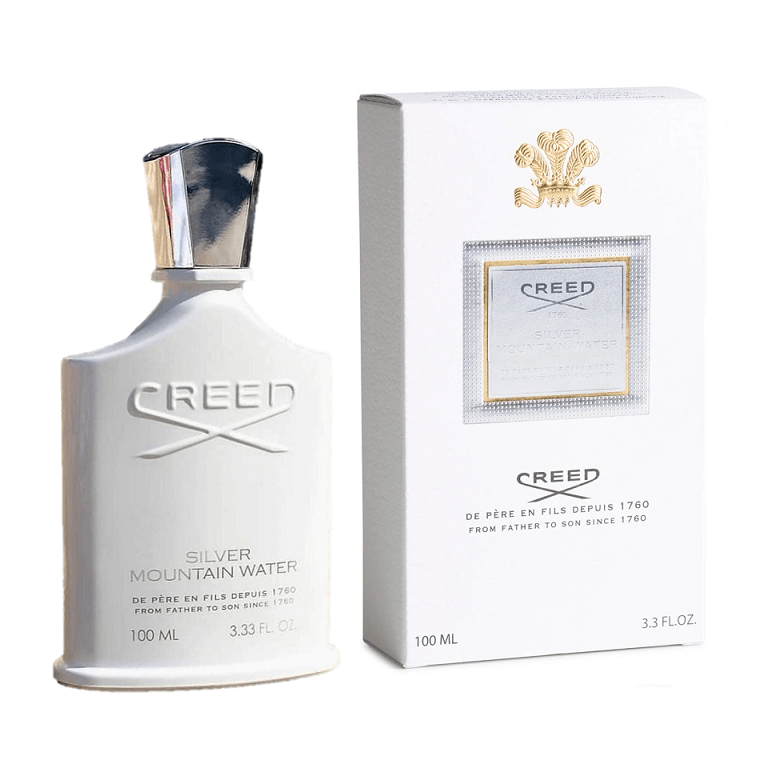 CREED
SILVER
MOUNTAIN WATER
DE PÈRE EN FILS DEPUIS 1760
FROM FATHER TO SON SINCE 1760
100 ML 3.33 FL. OZ.
CREED
1760
SILVER
MOUNTAIN WATER
CREED
DE PÈRE EN FILS DEPUIS 1760
FROM FATHER TO SON SINCE 1760
100 ML 3.3 FL.OZ.